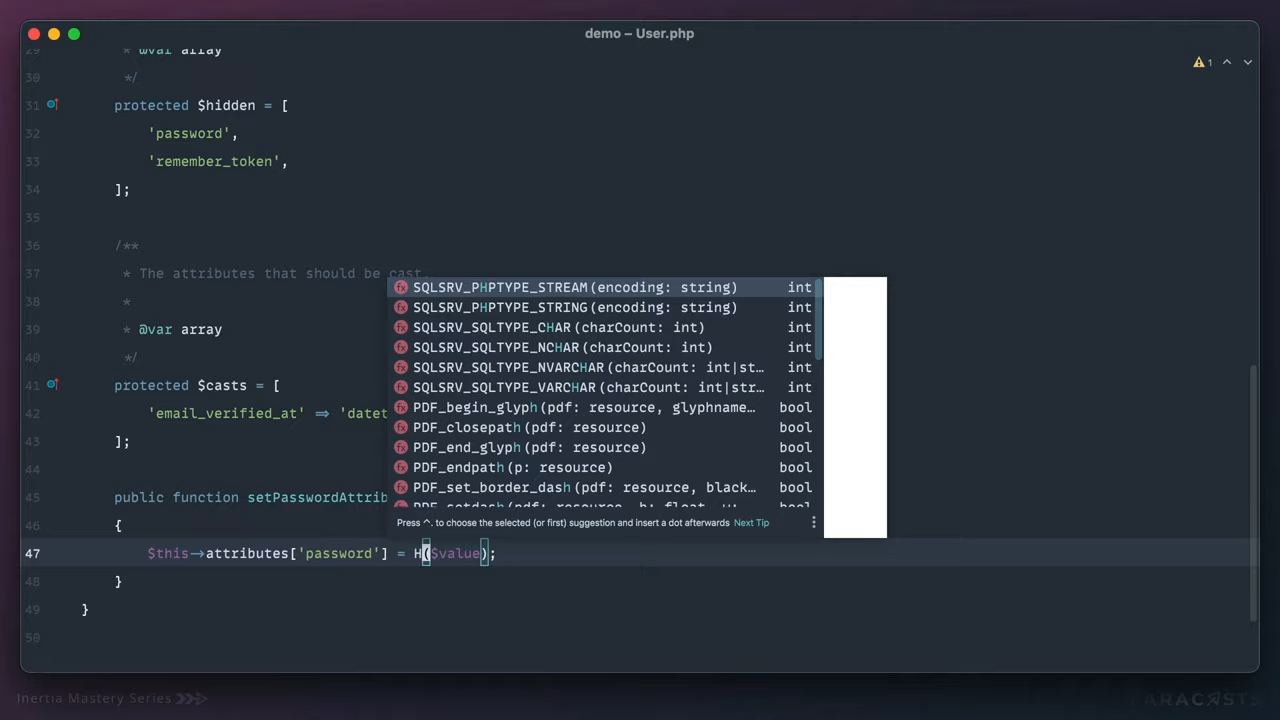 demo – User.php
29 * @var array
1
30 */
31 protected $hidden = [
32 'password',
33 'remember_token',
34 ];
35
36 /**
37 * The attributes that should be cast.
38 *
39 * @var array
40 */
41 protected $casts = [
42 'email_verified_at' => 'datet
43 ];
44
45 public function setPasswordAttrib
46 {
47 $this->attributes['password'] = H($value);
48 }
49 }
50
SQLSRV_PHPTYPE_STREAM(encoding: string) int
SQLSRV_PHPTYPE_STRING(encoding: string) int
SQLSRV_SQLTYPE_CHAR(charCount: int) int
SQLSRV_SQLTYPE_NCHAR(charCount: int) int
SQLSRV_SQLTYPE_NVARCHAR(charCount: int|st… int
SQLSRV_SQLTYPE_VARCHAR(charCount: int|str… int
PDF_begin_glyph(pdf: resource, glyphname… bool
PDF_closepath(pdf: resource) bool
PDF_end_glyph(pdf: resource) bool
PDF_endpath(p: resource) bool
PDF_set_border_dash(pdf: resource, black… bool
Press ^. to choose the selected (or first) suggestion and insert a dot afterwards Next Tip
Inertia Mastery Series
LARACASTS